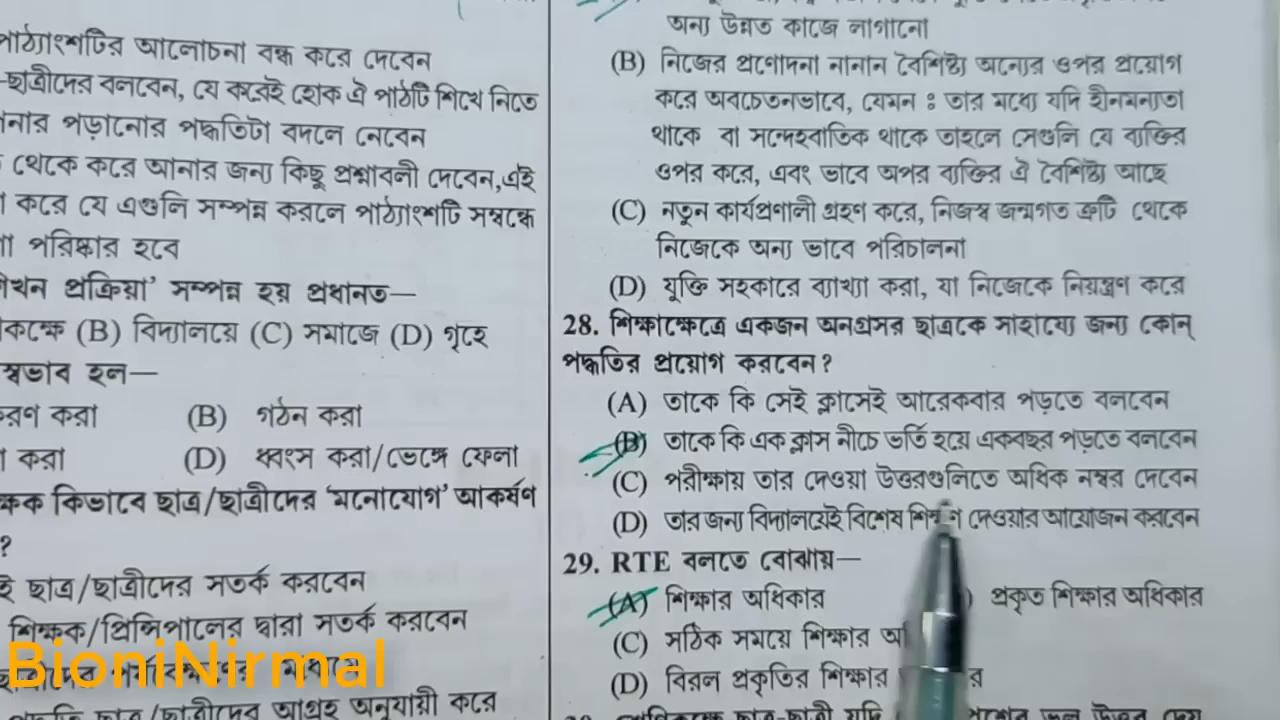 পাঠ্যাংশটির আলোচনা বন্ধ করে দেবেন
-ছাত্রীদের বলবেন, যে করেই হোক ঐ পাঠটি শিখে নিতে
পড়ানোর পদ্ধতিটা বদলে নেবেন
থেকে করে আনার জন্য কিছু প্রশ্নাবলী দেবেন,এই
করে যে এগুলি সম্পন্ন করলে পাঠ্যাংশটি সম্বন্ধে
পরিষ্কার হবে
প্রক্রিয়া' সম্পন্ন হয় প্রধানত—
(B) বিদ্যালয়ে (C) সমাজে (D) গৃহে
স্বভাব হল—
করা (B) গঠন করা
করা (D) ধ্বংস করা/ভেঙ্গে ফেলা
কিভাবে ছাত্র/ছাত্রীদের 'মনোযোগ' আকর্ষণ
?
ছাত্র/ছাত্রীদের সতর্ক করবেন
শিক্ষক/প্রিন্সিপালের দ্বারা সতর্ক করবেন
BioniNirmal
ছাত্র/ছাত্রীদের আগ্রহ অনুযায়ী করে
অন্য উন্নত কাজে লাগানো
(B) নিজের প্রণোদনা নানান বৈশিষ্ট্য অন্যের ওপর প্রয়োগ
করে অবচেতনভাবে, যেমন : তার মধ্যে যদি হীনমন্যতা
থাকে বা সন্দেহবাতিক থাকে তাহলে সেগুলি যে ব্যক্তির
ওপর করে, এবং ভাবে অপর ব্যক্তির ঐ বৈশিষ্ট্য আছে
(C) নতুন কার্যপ্রণালী গ্রহণ করে, নিজস্ব জন্মগত ত্রুটি থেকে
নিজেকে অন্য ভাবে পরিচালনা
(D) যুক্তি সহকারে ব্যাখ্যা করা, যা নিজেকে নিয়ন্ত্রণ করে
28. শিক্ষাক্ষেত্রে একজন অনগ্রসর ছাত্রকে সাহায্যে জন্য কোন্
পদ্ধতির প্রয়োগ করবেন?
(A) তাকে কি সেই ক্লাসেই আরেকবার পড়তে বলবেন
(B) তাকে কি এক ক্লাস নীচে ভর্তি হয়ে একবছর পড়তে বলবেন
(C) পরীক্ষায় তার দেওয়া উত্তরগুলিতে অধিক নম্বর দেবেন
(D) তার জন্য বিদ্যালয়েই বিশেষ শিক্ষণ দেওয়ার আয়োজন করবেন
29. RTE বলতে বোঝায়—
(A) শিক্ষার অধিকার ) প্রকৃত শিক্ষার অধিকার
(C) সঠিক সময়ে শিক্ষার
(D) বিরল প্রকৃতির শিক্ষার